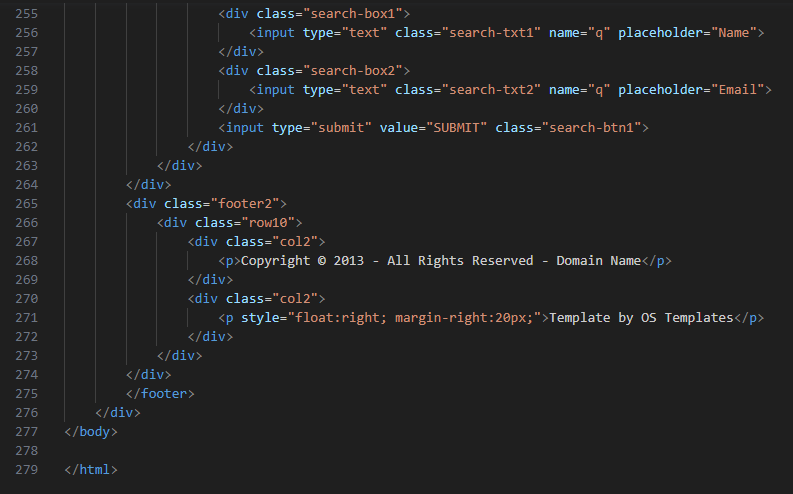 255 <div class="search-box1">
256 <input type="text" class="search-txt1" name="q" placeholder="Name">
257 </div>
258 <div class="search-box2">
259 <input type="text" class="search-txt2" name="q" placeholder="Email">
260 </div>
261 <input type="submit" value="SUBMIT" class="search-btn1">
262 </div>
263 </div>
264 </div>
265 <div class="footer2">
266 <div class="row10">
267 <div class="col2">
268 <p>Copyright © 2013 - All Rights Reserved - Domain Name</p>
269 </div>
270 <div class="col2">
271 <p style="float:right; margin-right:20px;">Template by OS Templates</p>
272 </div>
273 </div>
274 </div>
275 </footer>
276 </div>
277 </body>
278
279 </html>